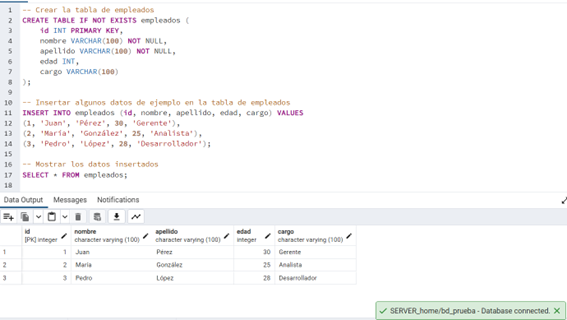 1 -- Crear la tabla de empleados
2 CREATE TABLE IF NOT EXISTS empleados (
3 id INT PRIMARY KEY,
4 nombre VARCHAR(100) NOT NULL,
5 apellido VARCHAR(100) NOT NULL,
6 edad INT,
7 cargo VARCHAR(100)
8 );
9
10 -- Insertar algunos datos de ejemplo en la tabla de empleados
11 INSERT INTO empleados (id, nombre, apellido, edad, cargo) VALUES
12 (1, 'Juan', 'Pérez', 30, 'Gerente'),
13 (2, 'María', 'González', 25, 'Analista'),
14 (3, 'Pedro', 'López', 28, 'Desarrollador');
15
16 -- Mostrar los datos insertados
17 SELECT * FROM empleados;
18
Data Output Messages Notifications
id nombre apellido edad cargo
[PK] integer character varying (100) character varying (100) integer character varying (100)
1 1 Juan Pérez 30 Gerente
2 2 María González 25 Analista
3 3 Pedro López 28 Desarrollador
SERVER_home/bd_prueba - Database connected.